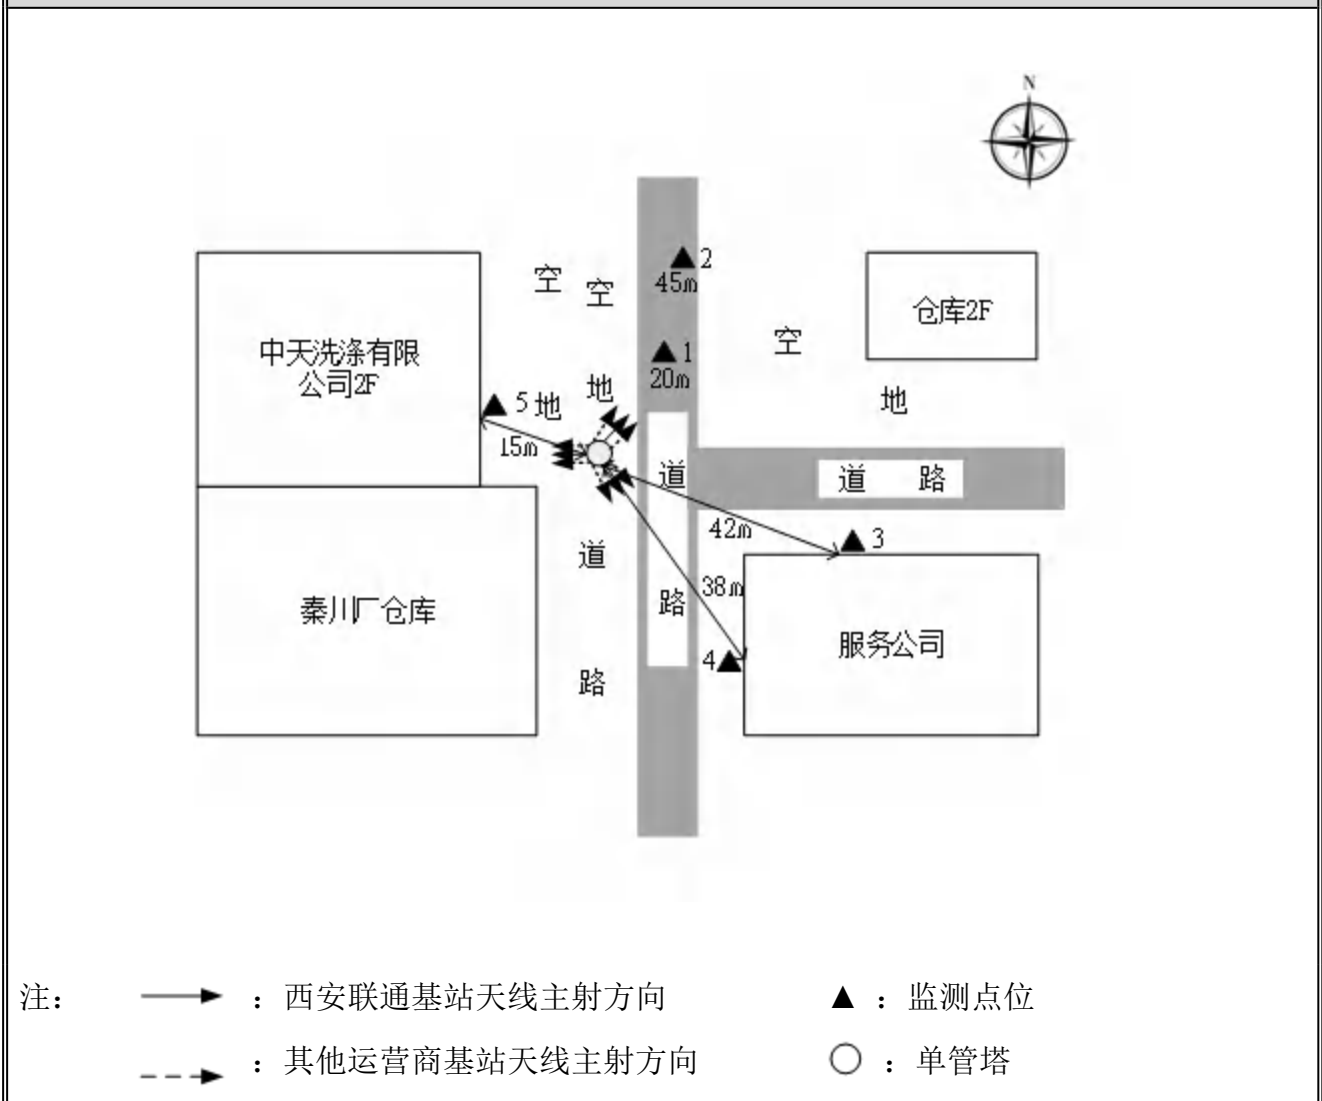 N
2
45m
空
空
仓库2F
空
中天洗涤有限
公司2F
1
20m
地
地
5
地
15m
道
道 路
42m
3
道
38m
路
秦川厂仓库
服务公司
4
路
注：
：西安联通基站天线主射方向
▲：监测点位
：其他运营商基站天线主射方向
：单管塔